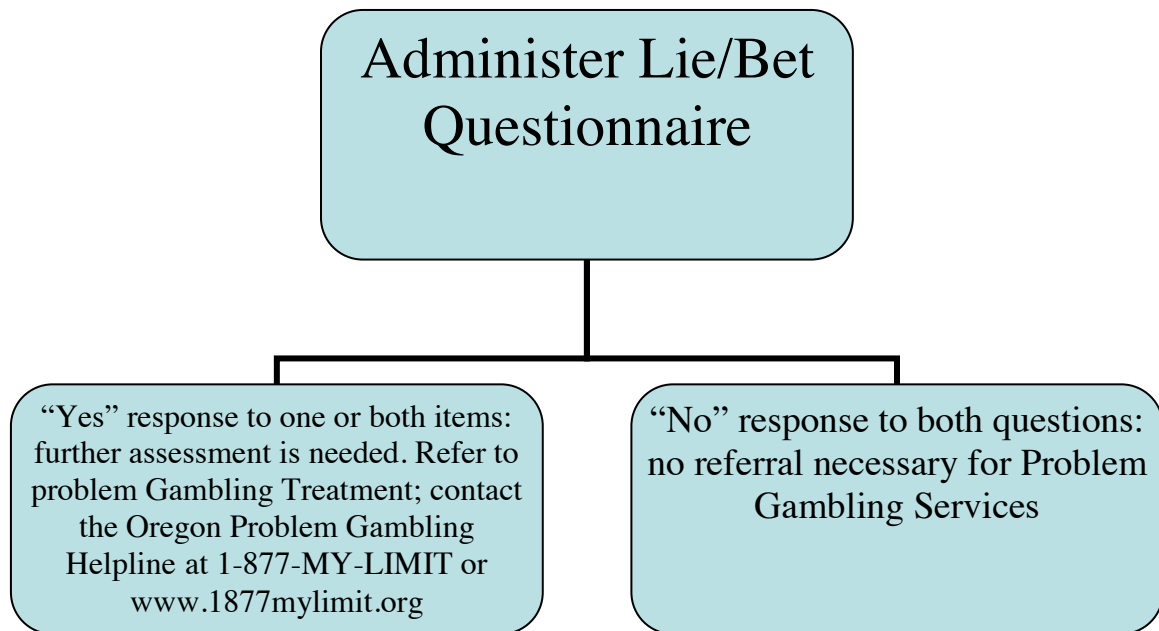 Administer Lie/Bet
Questionnaire
“Yes” response to one or both items:
further assessment is needed. Refer to
problem Gambling Treatment; contact
the Oregon Problem Gambling
Helpline at 1-877-MY-LIMIT or
www.1877mylimit.org
“No” response to both questions:
no referral necessary for Problem
Gambling Services